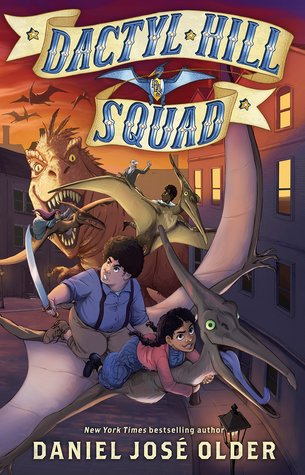 DACTYL HILL
SQUAD
New York Times bestselling author
DANIEL JOSÉ OLDER